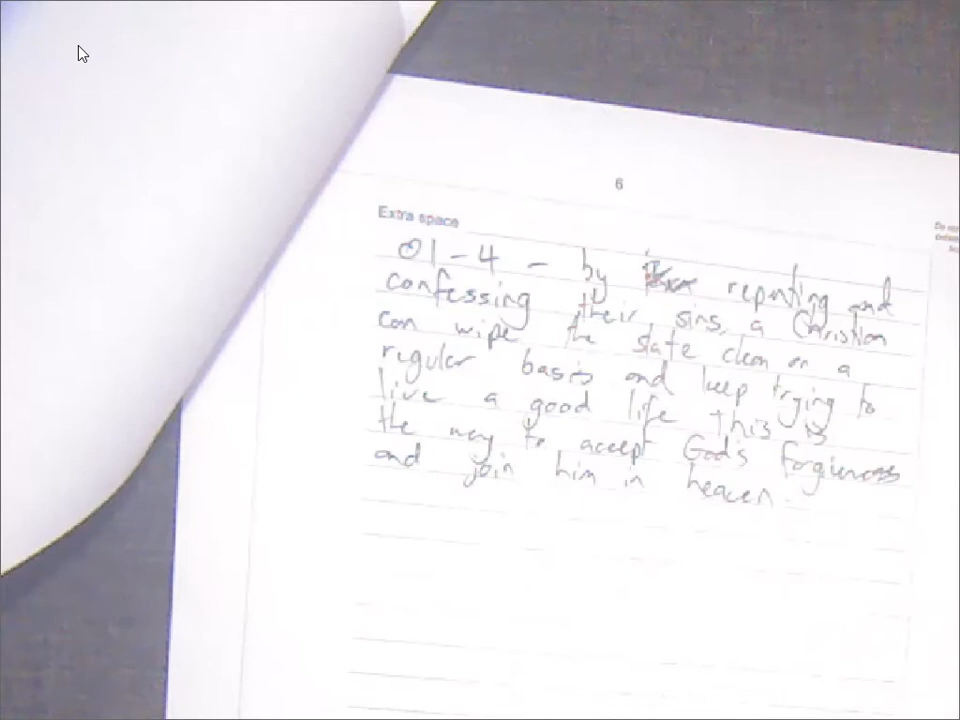 6
Extra space
01-4 - by reporting and
confessing their sins, a Christian
can wipe the slate clean on a
regular basis and keep trying to
live a good life this is
the way to accept God's forgiveness
and join him in heaven.